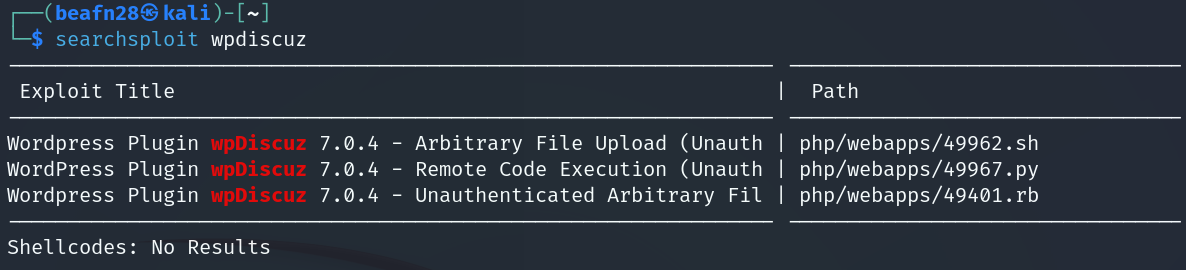 ┌──(beafn28㉿kali)-[~]
└─$ searchsploit wpdiscuz
Exploit Title | Path
Wordpress Plugin wpDiscuz 7.0.4 - Arbitrary File Upload (Unauth | php/webapps/49962.sh
WordPress Plugin wpDiscuz 7.0.4 - Remote Code Execution (Unauth | php/webapps/49967.py
WordPress Plugin wpDiscuz 7.0.4 - Unauthenticated Arbitrary Fil | php/webapps/49401.rb
Shellcodes: No Results